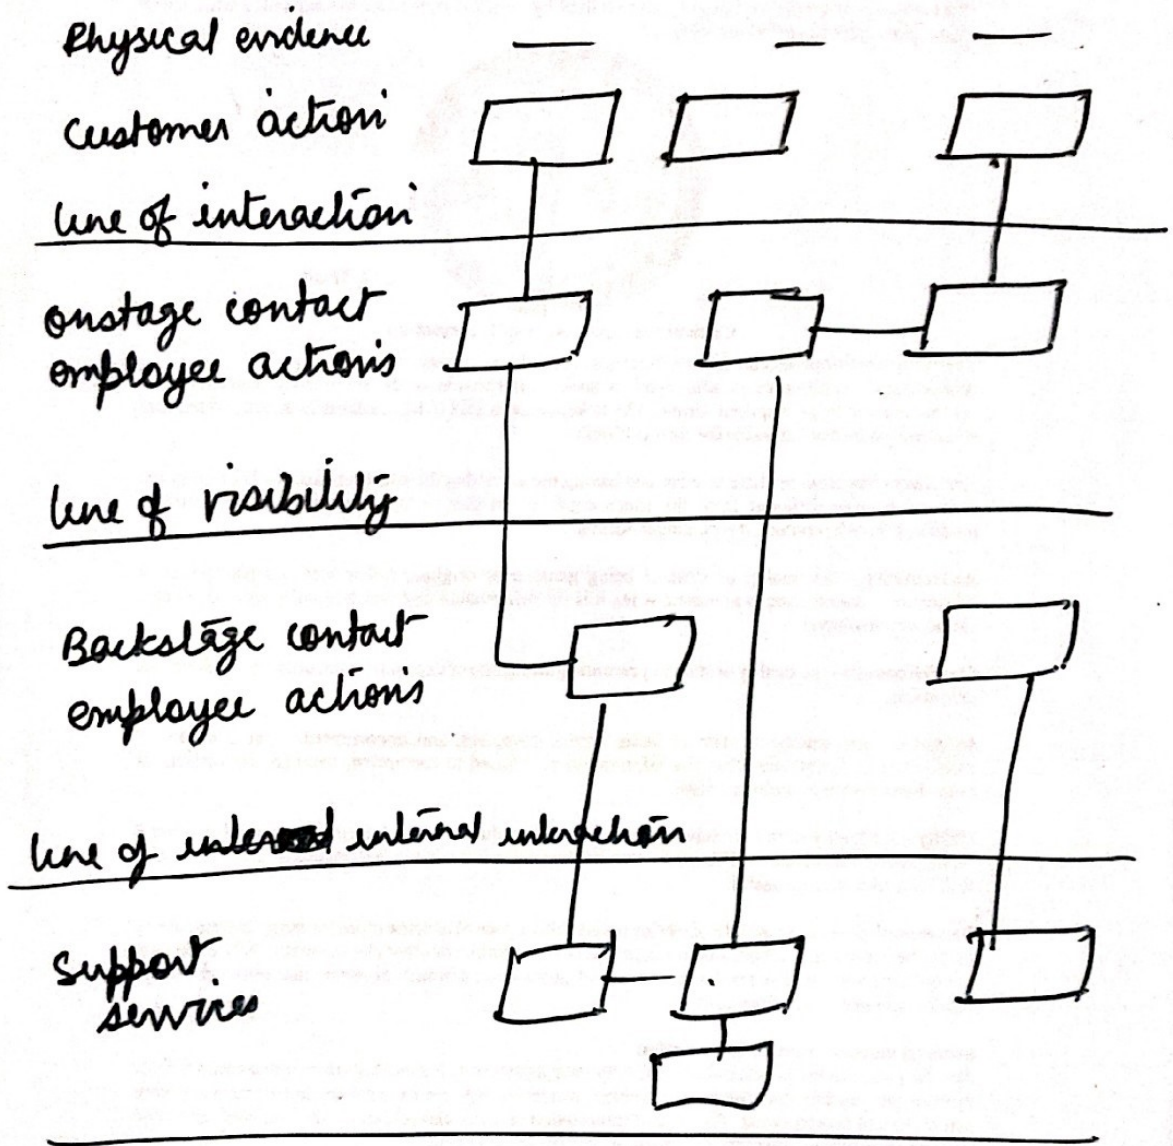 Physical evidence
Customer action
line of interaction
onstage contact
employee actions
line of visibility
Backstage contact
employee actions
line of internal interaction
Support
services